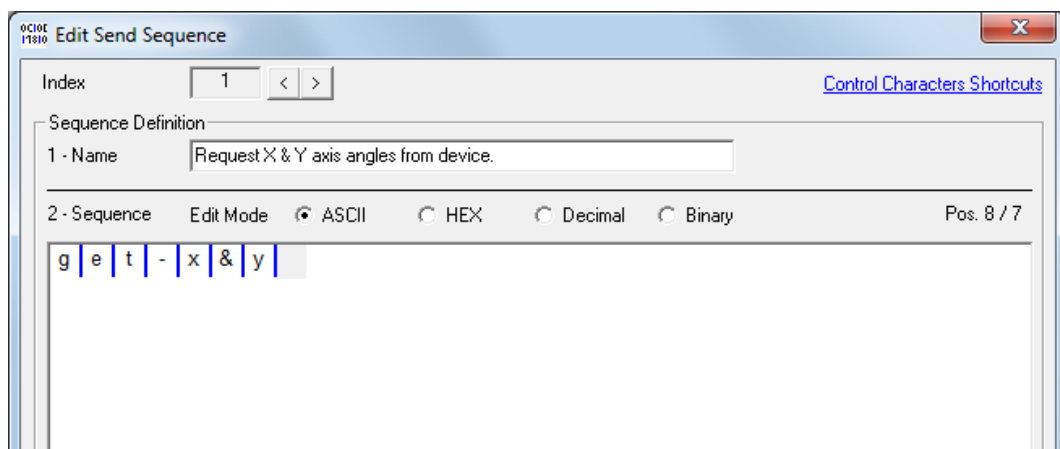 Edit Send Sequence
Index 1 < >
Control Characters Shortcuts
Sequence Definition
1 - Name Request X & Y axis angles from device.
2 - Sequence Edit Mode ASCII HEX Decimal Binary Pos. 8 / 7
g e t - x & y